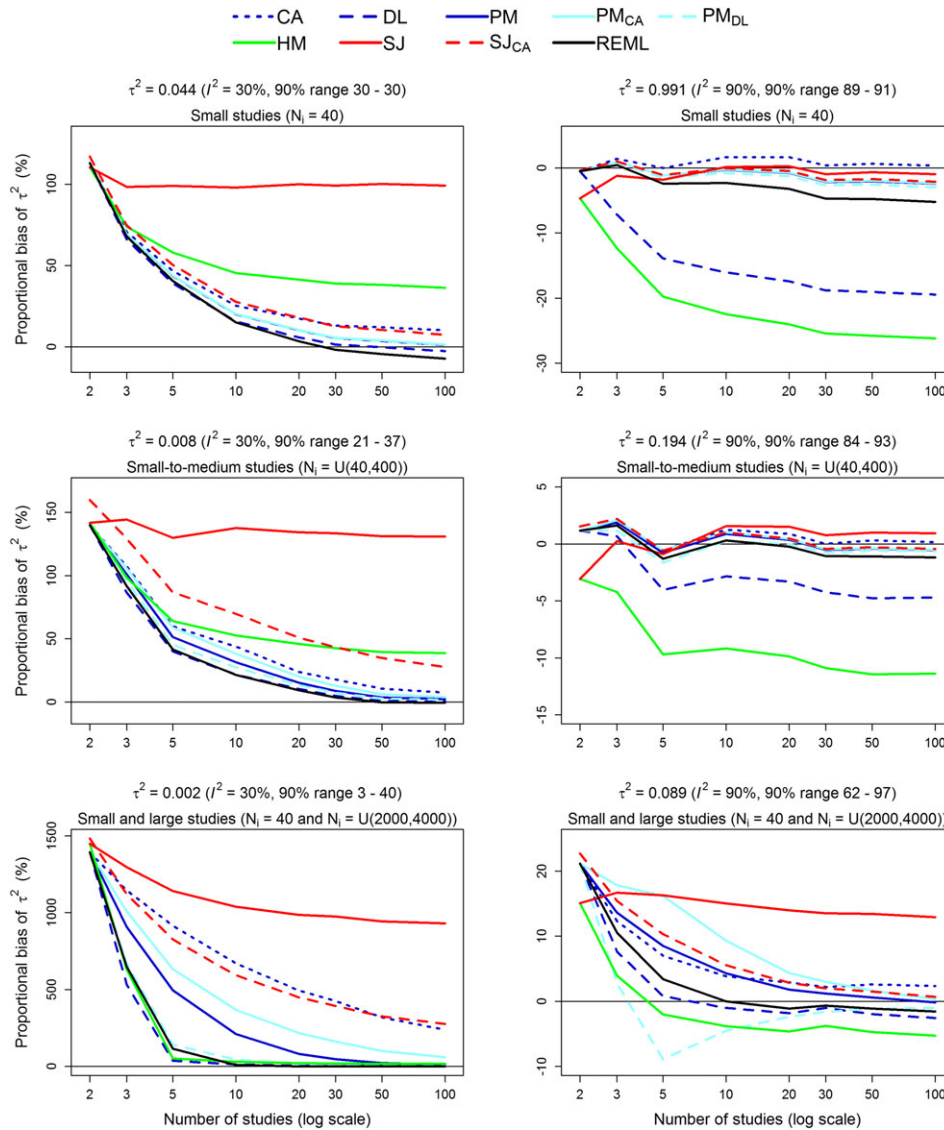 CA DL PM PM_CA PM_DL
HM SJ SJ_CA REML
τ² = 0.044 (I² = 30%, 90% range 30 - 30)
Small studies (Nᵢ = 40)
Proportional bias of τ² (%)
100
50
0
2 3 5 10 20 30 50 100
τ² = 0.991 (I² = 90%, 90% range 89 - 91)
Small studies (Nᵢ = 40)
0
-10
-20
-30
2 3 5 10 20 30 50 100
τ² = 0.008 (I² = 30%, 90% range 21 - 37)
Small-to-medium studies (Nᵢ = U(40,400))
Proportional bias of τ² (%)
150
100
50
0
2 3 5 10 20 30 50 100
τ² = 0.194 (I² = 90%, 90% range 84 - 93)
Small-to-medium studies (Nᵢ = U(40,400))
5
0
-5
-10
-15
2 3 5 10 20 30 50 100
τ² = 0.002 (I² = 30%, 90% range 3 - 40)
Small and large studies (Nᵢ = 40 and Nᵢ = U(2000,4000))
Proportional bias of τ² (%)
1500
1000
500
0
2 3 5 10 20 30 50 100
Number of studies (log scale)
τ² = 0.089 (I² = 90%, 90% range 62 - 97)
Small and large studies (Nᵢ = 40 and Nᵢ = U(2000,4000))
20
10
0
-10
2 3 5 10 20 30 50 100
Number of studies (log scale)